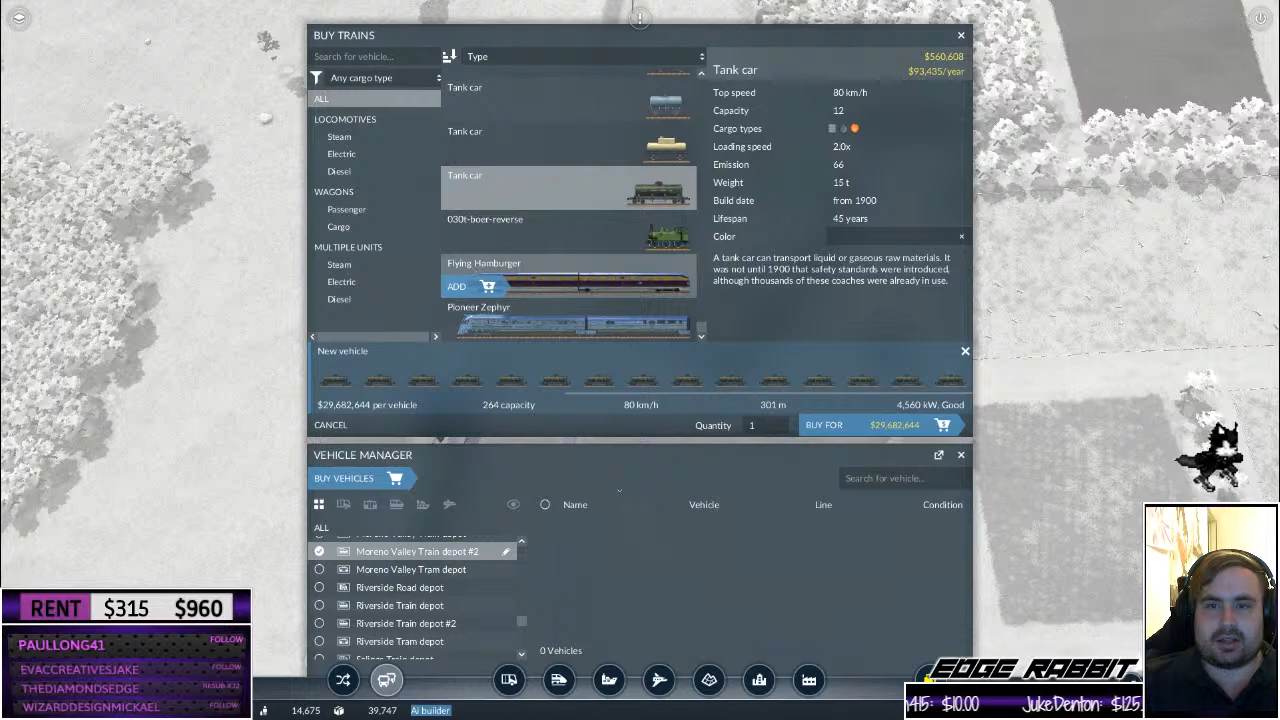 BUY TRAINS
Search for vehicle...
Type
Any cargo type
ALL
LOCOMOTIVES
Steam
Electric
Diesel
WAGONS
Passenger
Cargo
MULTIPLE UNITS
Steam
Electric
Diesel
Tank car
Tank car
Tank car
030t-boer-reverse
Flying Hamburger
ADD
Pioneer Zephyr
$560,608
Tank car
$93,435/year
Top speed 80 km/h
Capacity 12
Cargo types
Loading speed 2.0x
Emission 66
Weight 15 t
Build date from 1900
Lifespan 45 years
Color
A tank car can transport liquid or gaseous raw materials. It
was not until 1900 that safety standards were introduced,
although thousands of these coaches were already in use.
New vehicle
$29,682,644 per vehicle 264 capacity 80 km/h 301 m 4,560 kW, Good
CANCEL Quantity 1 BUY FOR $29,682,644
VEHICLE MANAGER
BUY VEHICLES
Search for vehicle...
Name Vehicle Line Condition
ALL
Moreno Valley Train depot #2
Moreno Valley Tram depot
Riverside Road depot
Riverside Train depot
Riverside Train depot #2
Riverside Tram depot
0 Vehicles
14,675 39,747 Ai builder
RENT $315 $960
PAULLONG41 FOLLOW
EVACCREATIVESJAKE FOLLOW
THEDIAMONDSEDGE RESUB X32
WIZARDDESIGNMICKAEL FOLLOW
EDGE RABBIT
415: $10.00 JukeDenton: $125